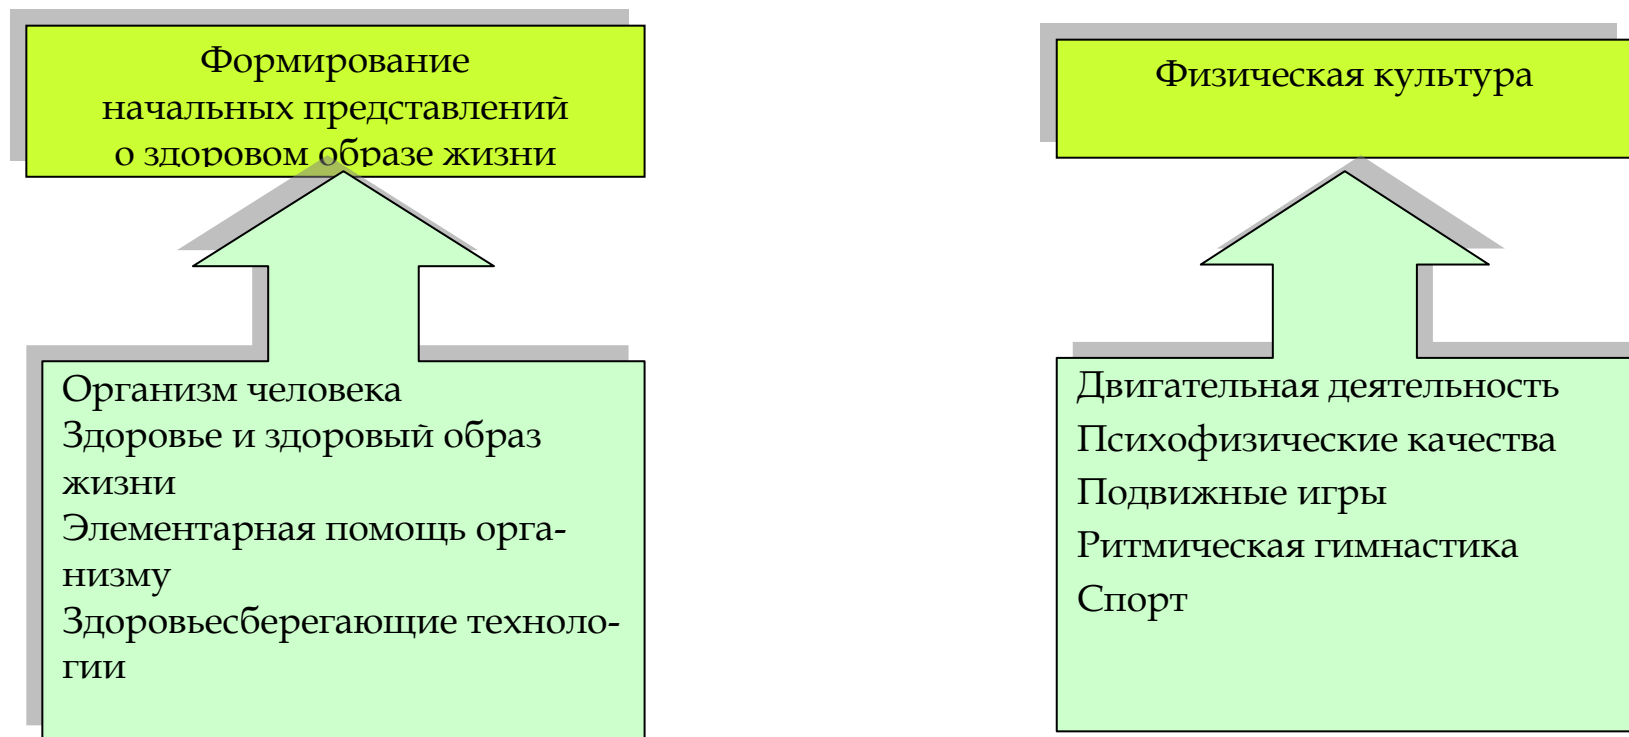 Формирование
начальных представлений
о здоровом образе жизни
Организм человека
Здоровье и здоровый образ
жизни
Элементарная помощь орга-
низму
Здоровьесберегающие техноло-
гии
Физическая культура
Двигательная деятельность
Психофизические качества
Подвижные игры
Ритмическая гимнастика
Спорт